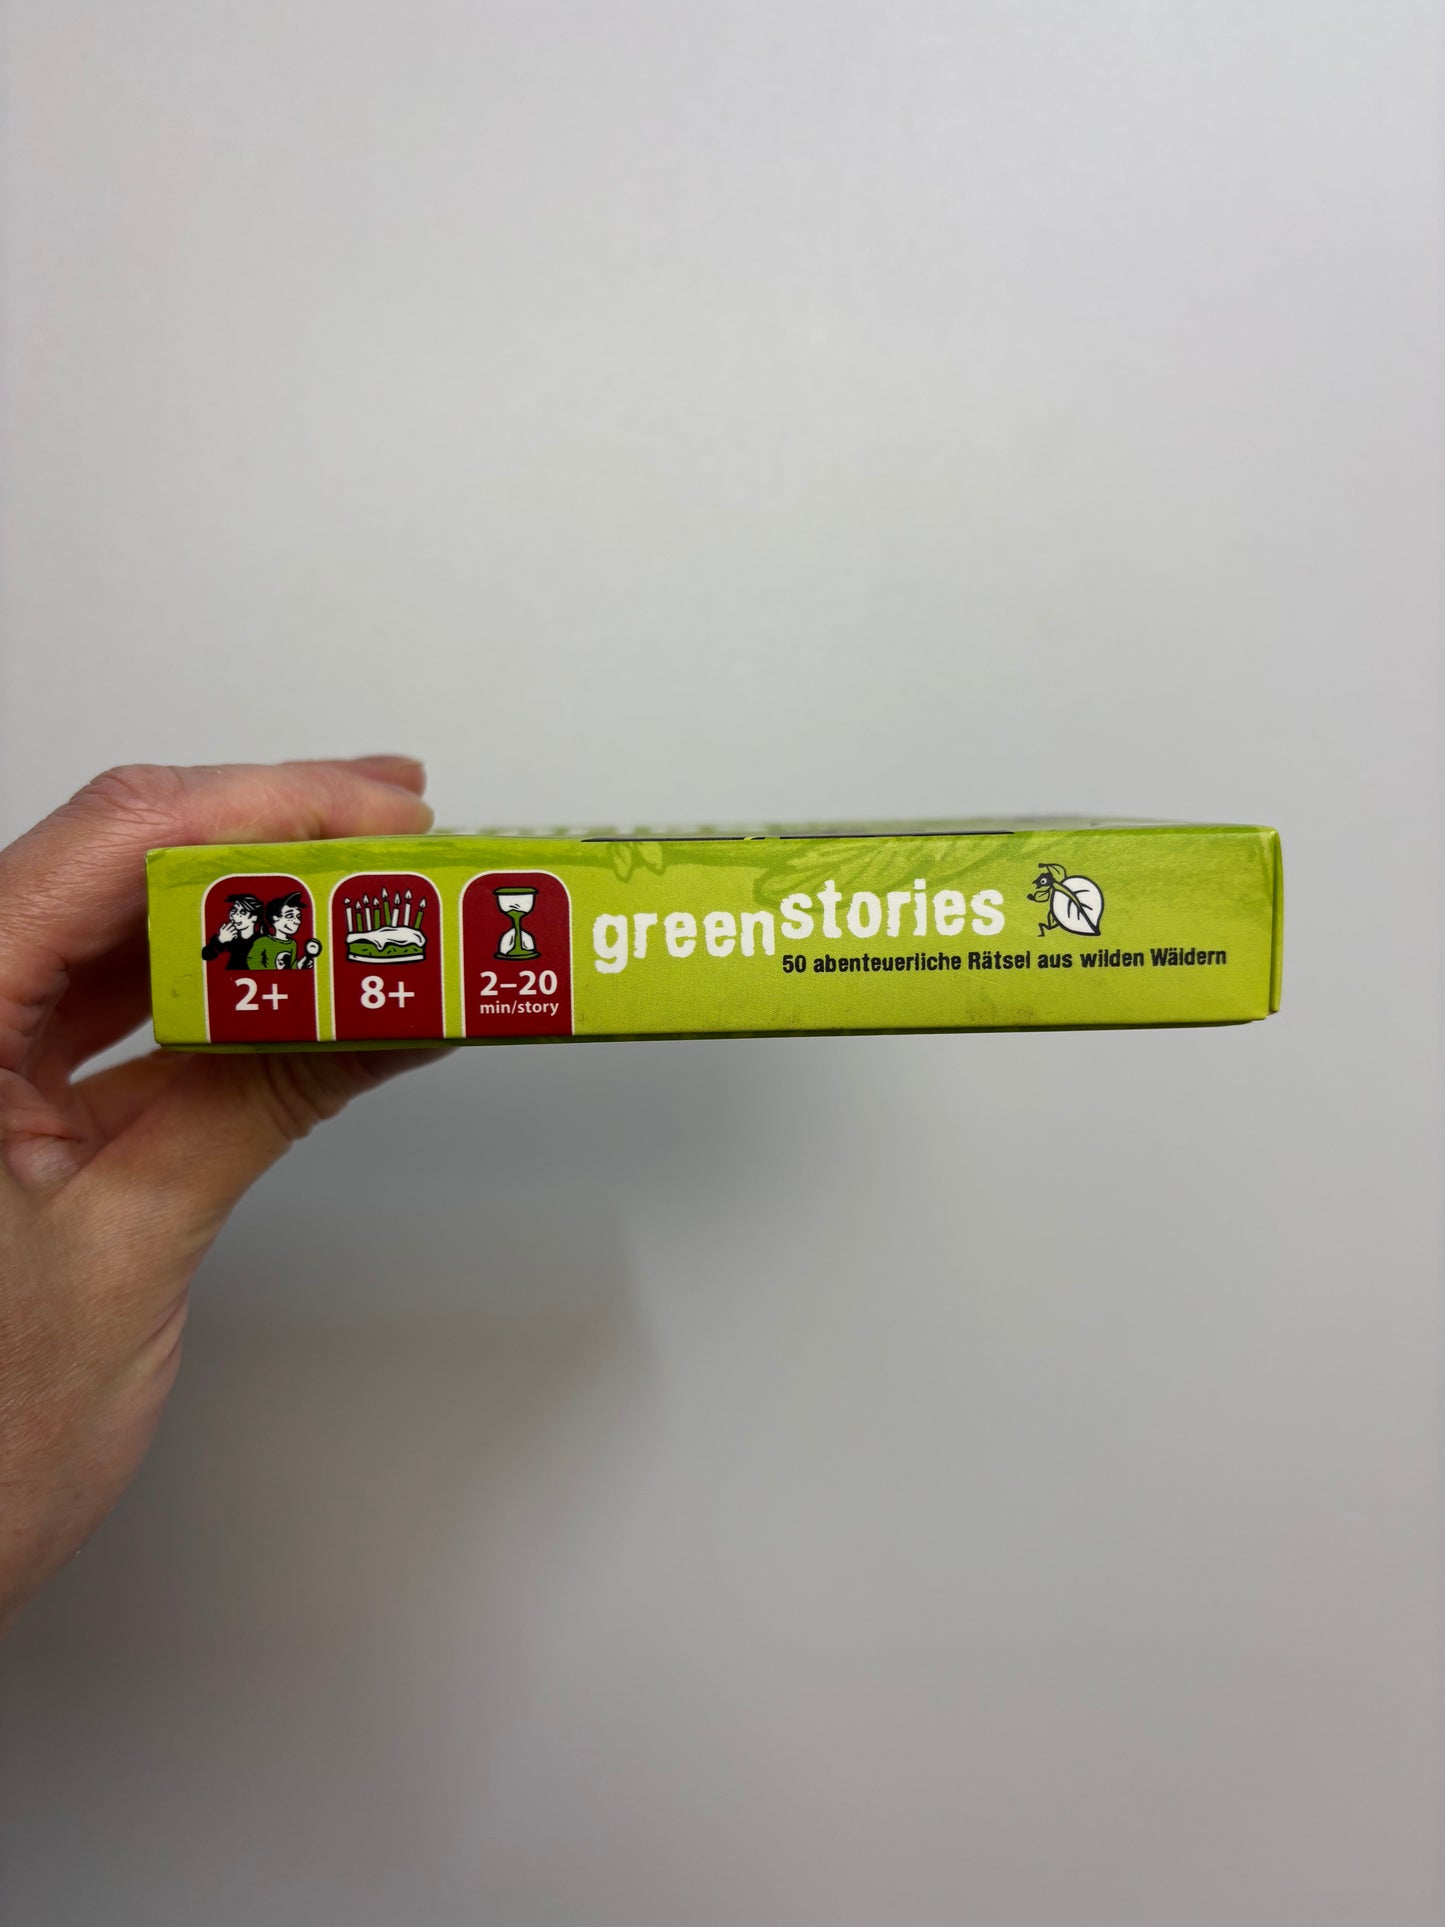 2+
8+
2–20
min/story
greenstories
50 abenteuerliche Rätsel aus wilden Wäldern